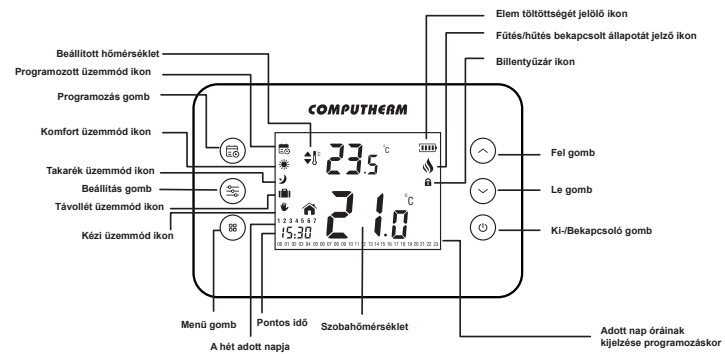 Elem töltöttségét jelölő ikon
Fűtés/hűtés bekapcsolt állapotát jelző ikon
Beállított hőmérséklet
Billentyűzár ikon
Programozott üzemmód ikon
Programozás gomb
COMPUTHERM
Komfort üzemmód ikon
23.5 °C
Fel gomb
Takarék üzemmód ikon
Beállítás gomb
Le gomb
Távollét üzemmód ikon
21.0 °C
Kézi üzemmód ikon
1 2 3 4 5 6 7
15:30
Ki-/Bekapcsoló gomb
00 01 02 03 04 05 06 07 08 09 10 11 12 13 14 15 16 17 18 19 20 21 22 23
Menü gomb
Pontos idő
Szobahőmérséklet
A hét adott napja
Adott nap óráinak
kijelzése programozáskor